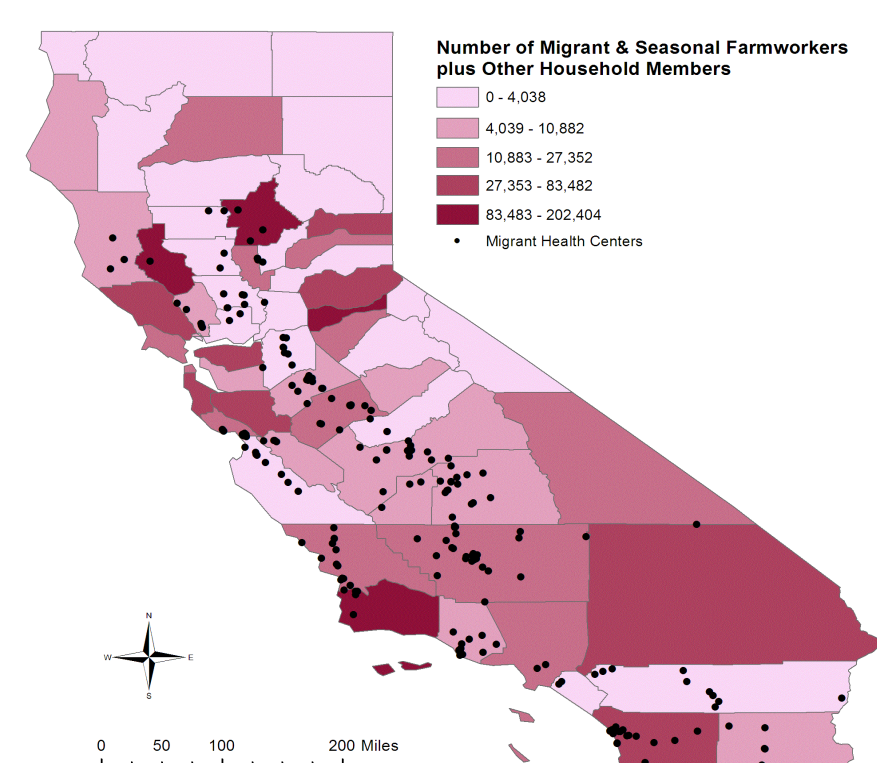 Number of Migrant & Seasonal Farmworkers
plus Other Household Members
0 - 4,038
4,039 - 10,882
10,883 - 27,352
27,353 - 83,482
83,483 - 202,404
Migrant Health Centers
N
W E
S
0 50 100 200 Miles